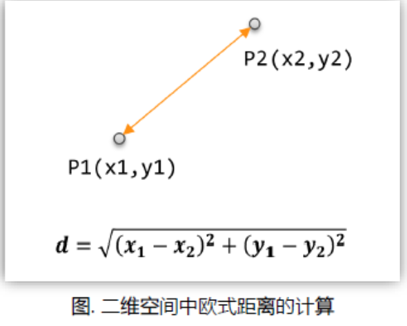 P2(x2,y2)
P1(x1,y1)
d = √(x₁ − x₂)² + (y₁ − y₂)²
图. 二维空间中欧式距离的计算